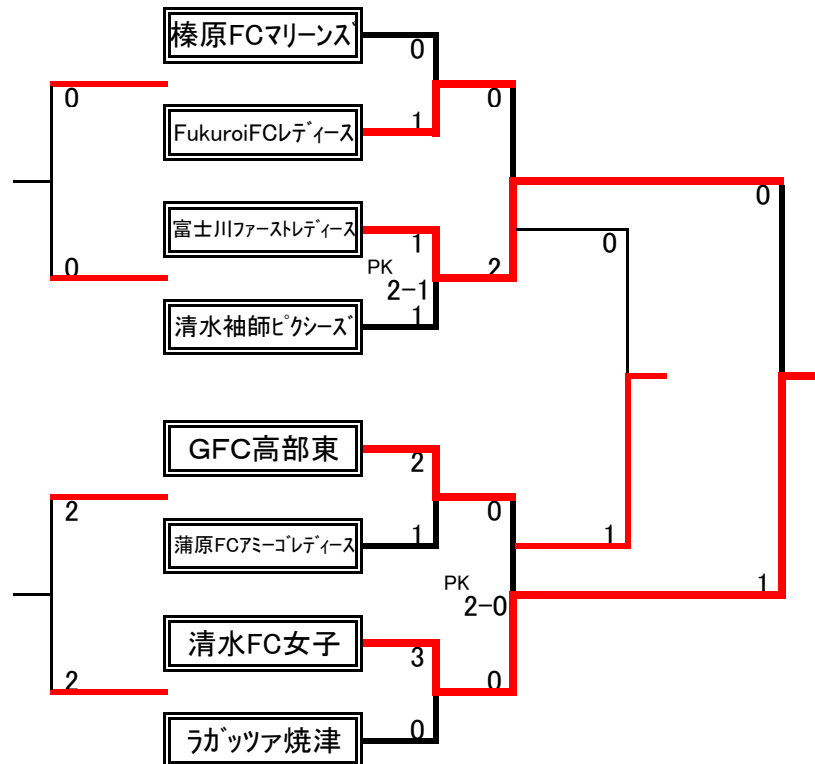 榛原FCマリーンズ
0
0
0
FukuroiFCレディース
1
0
富士川ファーストレディース
1
0
0
PK
2
2-1
清水袖師ピクシーズ
1
GFC高部東
2
2
0
蒲原FCアミーゴレディース
1
1
PK
1
2-0
清水FC女子
3
2
0
ラガッツァ焼津
0